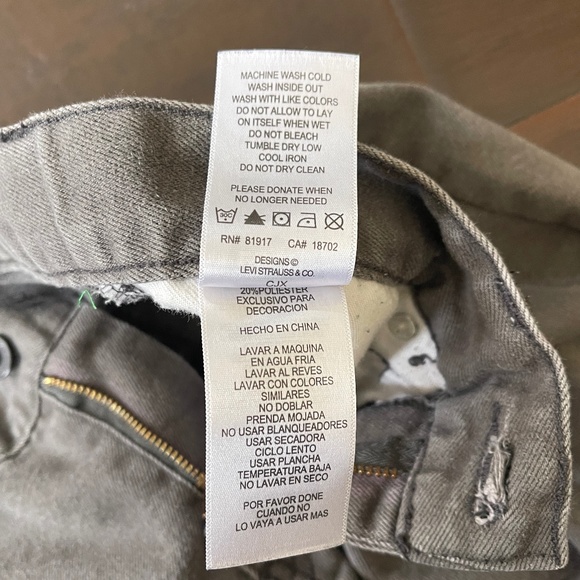 MACHINE WASH COLD
WASH INSIDE OUT
WASH WITH LIKE COLORS
DO NOT ALLOW TO LAY
ON ITSELF WHEN WET
DO NOT BLEACH
TUMBLE DRY LOW
COOL IRON
DO NOT DRY CLEAN
PLEASE DONATE WHEN
NO LONGER NEEDED
RN# 81917 CA# 18702
DESIGNS ©
LEVI STRAUSS & CO.
CJX
20%POLIESTER
EXCLUSIVO PARA
DECORACION
HECHO EN CHINA
LAVAR A MAQUINA
EN AGUA FRIA
LAVAR AL REVES
LAVAR CON COLORES
SIMILARES
NO DOBLAR
PRENDA MOJADA
NO USAR BLANQUEADORES
USAR SECADORA
CICLO LENTO
USAR PLANCHA
TEMPERATURA BAJA
NO LAVAR EN SECO
POR FAVOR DONE
CUANDO NO
LO VAYA A USAR MAS